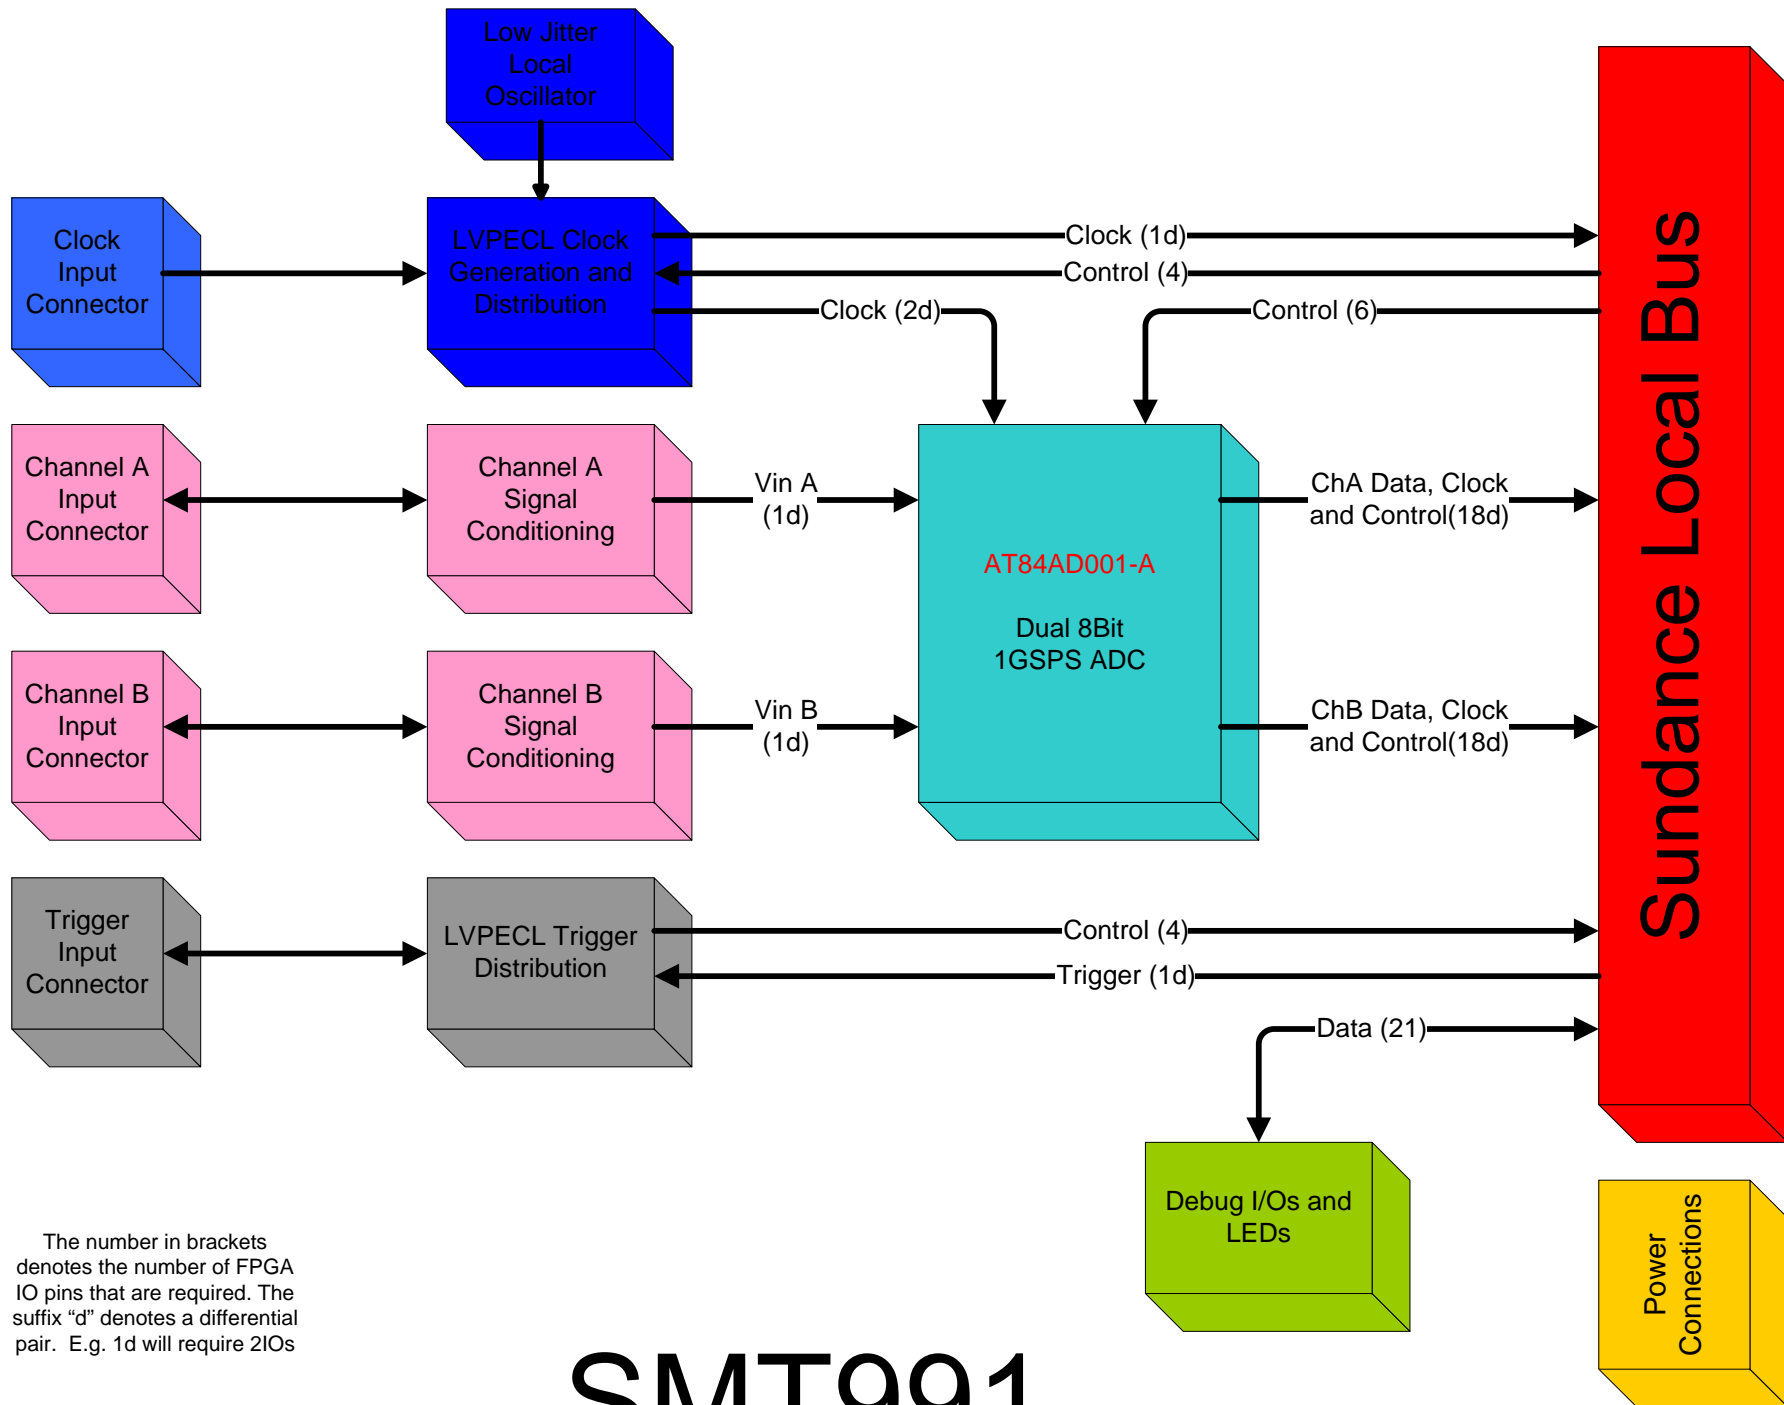 Low Jitter
Local
Oscillator
Clock
Input
Connector
LVPECL Clock
Generation and
Distribution
Clock (1d)
Control (4)
Clock (2d)
Control (6)
Channel A
Input
Connector
Channel A
Signal
Conditioning
Vin A
(1d)
AT84AD001-A
Dual 8Bit
1GSPS ADC
ChA Data, Clock
and Control(18d)
Channel B
Input
Connector
Channel B
Signal
Conditioning
Vin B
(1d)
ChB Data, Clock
and Control(18d)
Sundance Local Bus
Trigger
Input
Connector
LVPECL Trigger
Distribution
Control (4)
Trigger (1d)
Data (21)
Debug I/Os and
LEDs
Power
Connections
The number in brackets
denotes the number of FPGA
IO pins that are required. The
suffix “d” denotes a differential
pair.  E.g. 1d will require 2IOs
SMT991